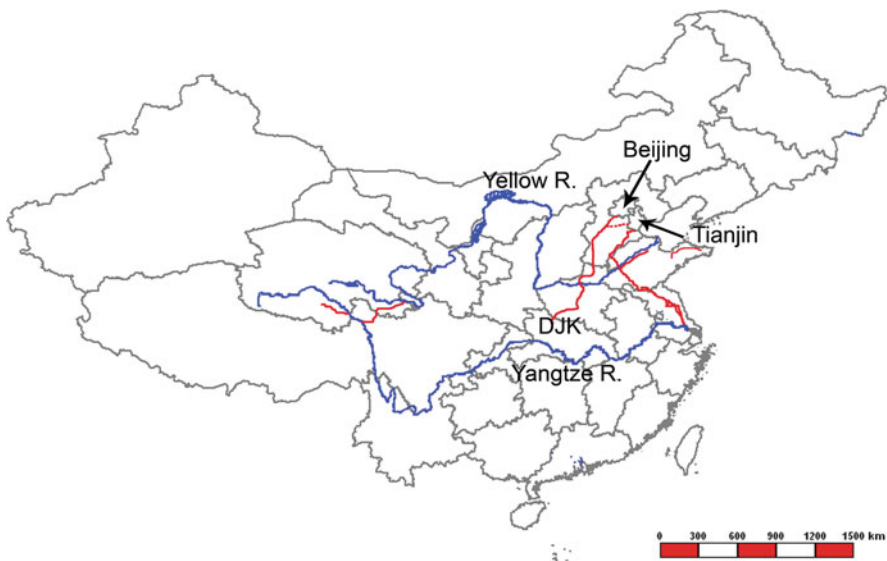 Beijing
Yellow R.
Tianjin
DJK
Yangtze R.
0 300 600 900 1200 1500 km